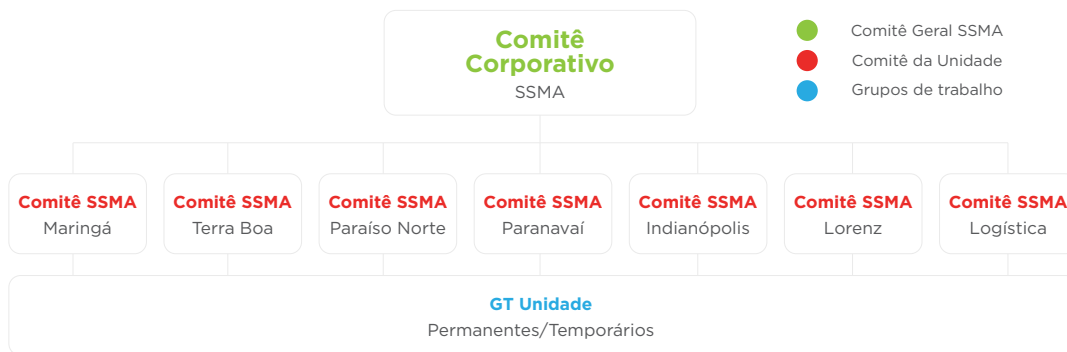 Comitê
Corporativo
SSMA
Comitê Geral SSMA
Comitê da Unidade
Grupos de trabalho
Comitê SSMA
Maringá
Comitê SSMA
Terra Boa
Comitê SSMA
Paraíso Norte
Comitê SSMA
Paranavaí
Comitê SSMA
Indianópolis
Comitê SSMA
Lorenz
Comitê SSMA
Logística
GT Unidade
Permanentes/Temporários